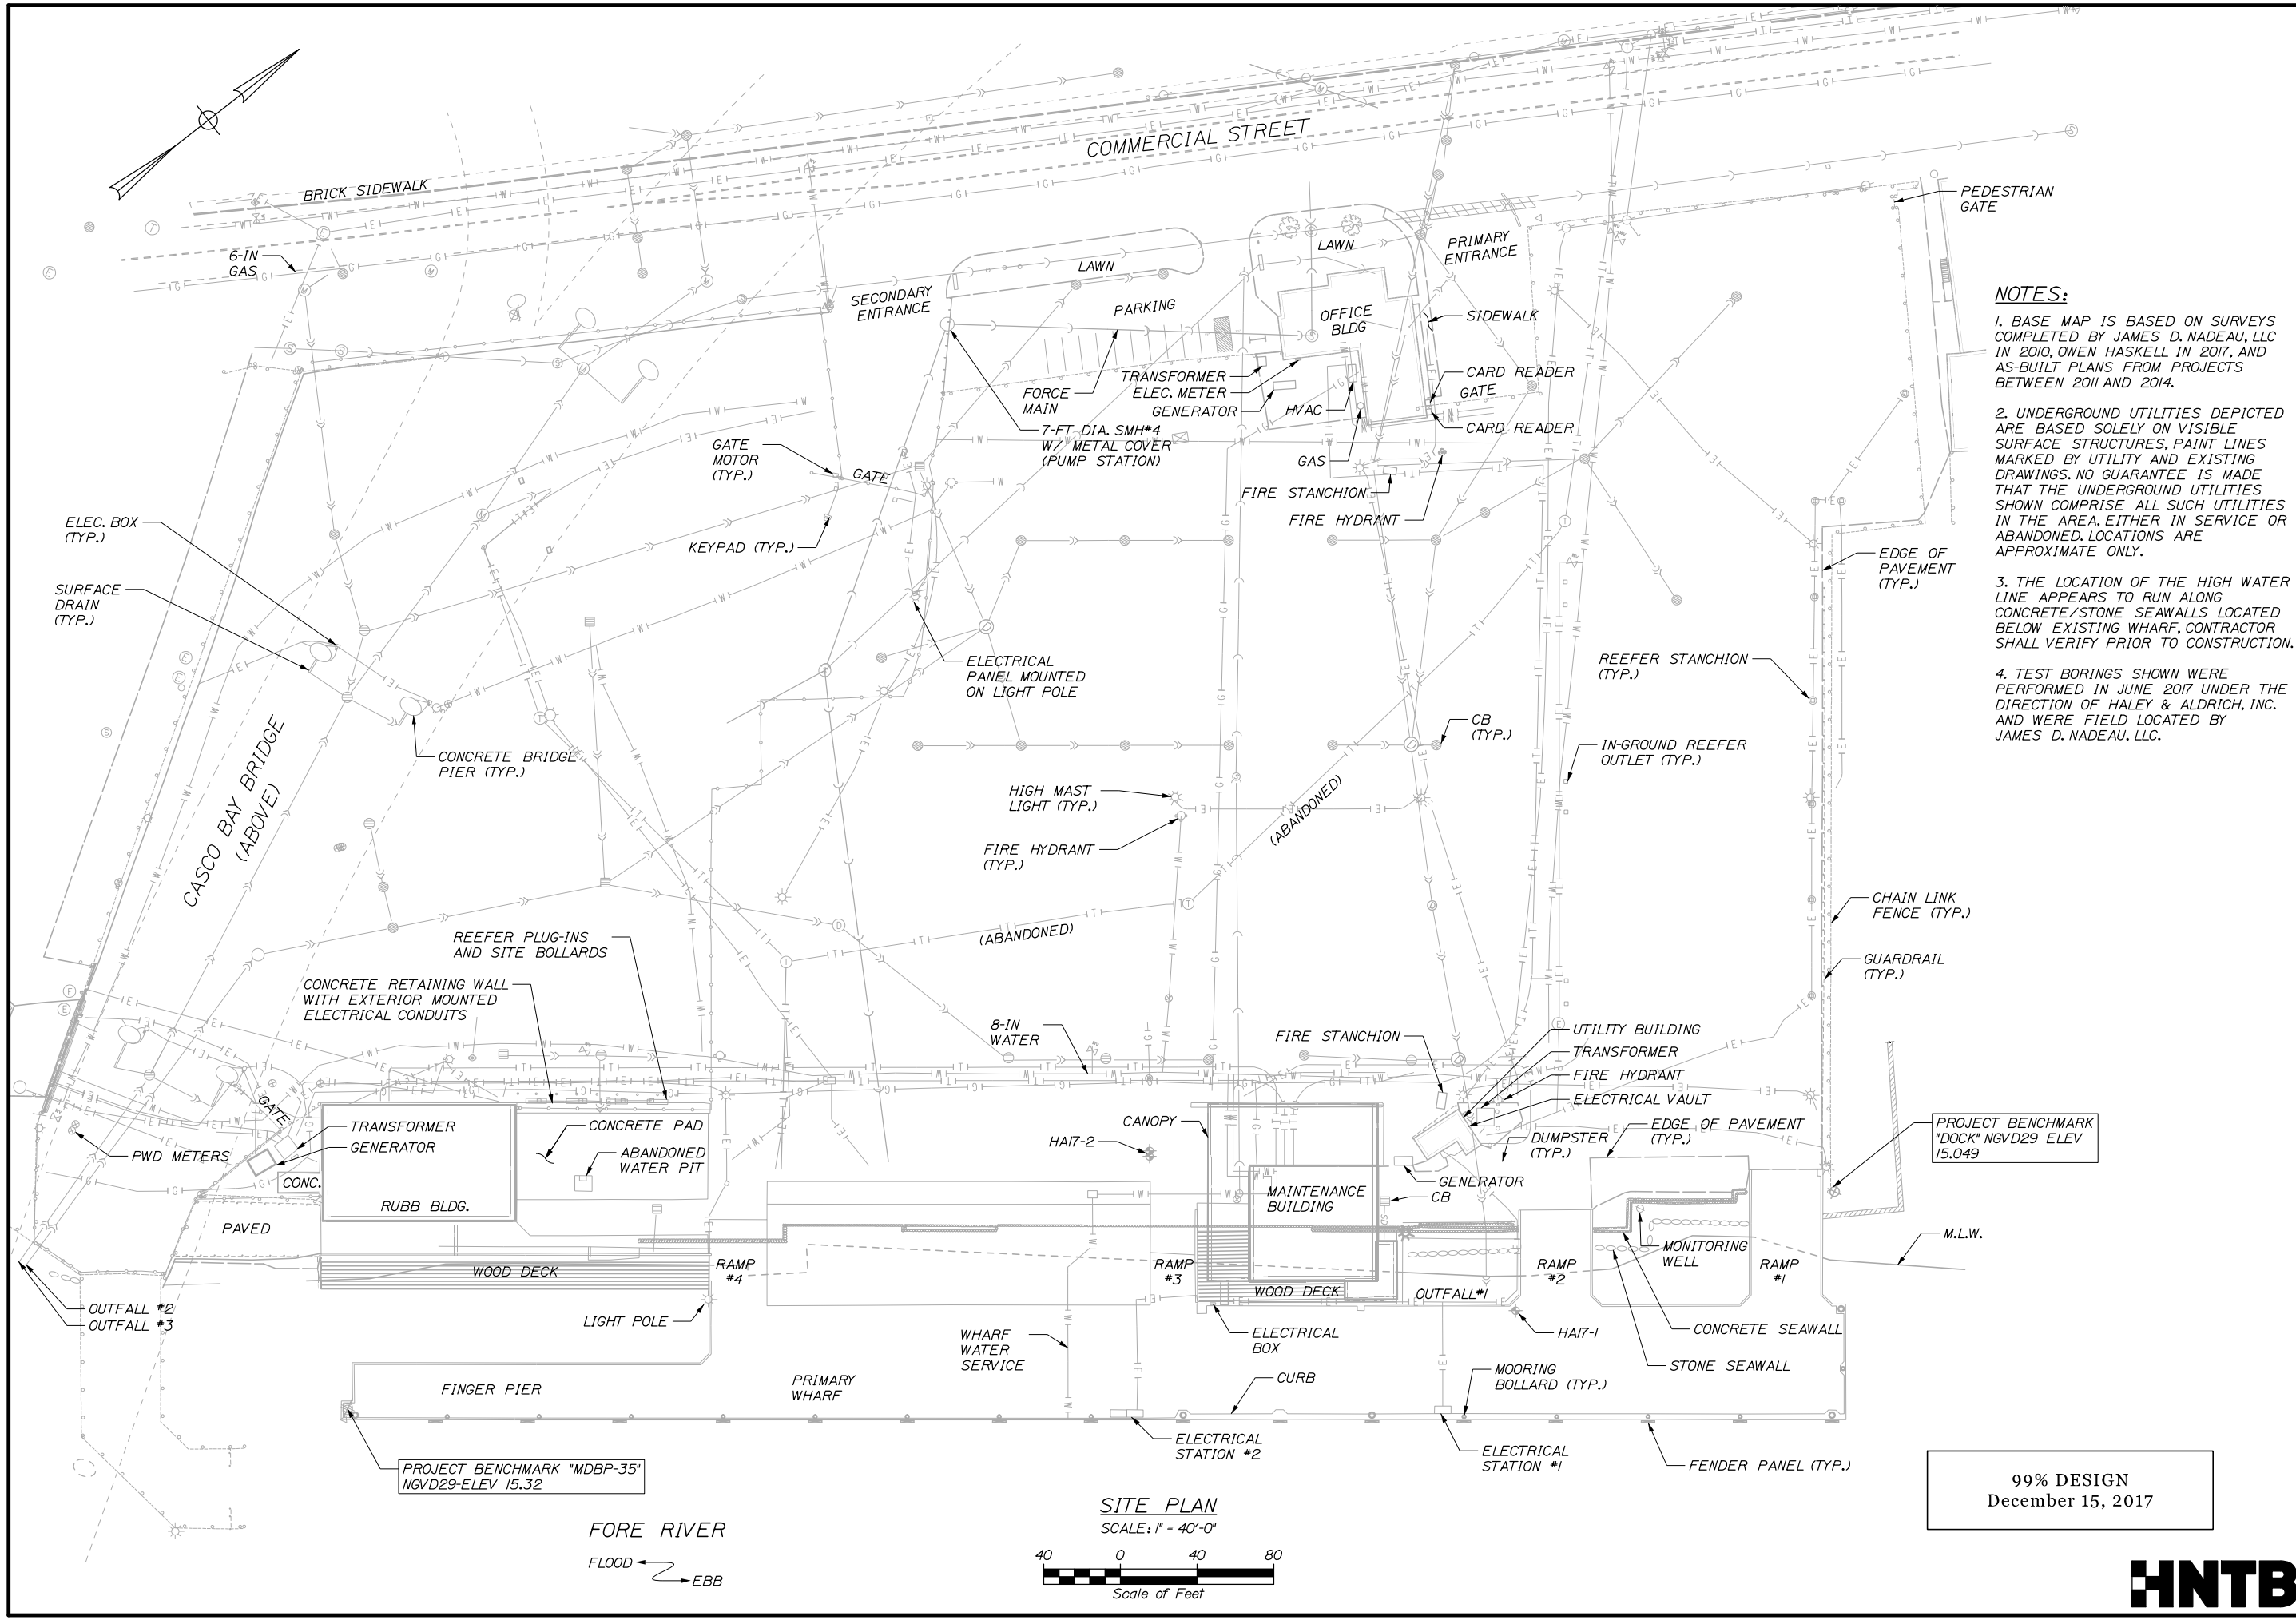 COMMERCIAL STREET
BRICK SIDEWALK
6-IN
GAS
SECONDARY
ENTRANCE
LAWN
PARKING
LAWN
PRIMARY
ENTRANCE
OFFICE
BLDG
SIDEWALK
PEDESTRIAN
GATE
TRANSFORMER
ELEC. METER
GENERATOR
HVAC
CARD READER
GATE
CARD READER
FORCE
MAIN
7-FT DIA. SMH#4
W/ METAL COVER
(PUMP STATION)
GAS
FIRE STANCHION
FIRE HYDRANT
GATE
MOTOR
(TYP.)
GATE
KEYPAD (TYP.)
ELEC. BOX
(TYP.)
SURFACE
DRAIN
(TYP.)
ELECTRICAL
PANEL MOUNTED
ON LIGHT POLE
CONCRETE BRIDGE
PIER (TYP.)
CASCO BAY BRIDGE
(ABOVE)
HIGH MAST
LIGHT (TYP.)
FIRE HYDRANT
(TYP.)
(ABANDONED)
(ABANDONED)
CB
(TYP.)
REEFER STANCHION
(TYP.)
IN-GROUND REEFER
OUTLET (TYP.)
EDGE OF
PAVEMENT
(TYP.)
CHAIN LINK
FENCE (TYP.)
GUARDRAIL
(TYP.)
NOTES:
1. BASE MAP IS BASED ON SURVEYS
COMPLETED BY JAMES D. NADEAU, LLC
IN 2010, OWEN HASKELL IN 2017, AND
AS-BUILT PLANS FROM PROJECTS
BETWEEN 2011 AND 2014.
2. UNDERGROUND UTILITIES DEPICTED
ARE BASED SOLELY ON VISIBLE
SURFACE STRUCTURES, PAINT LINES
MARKED BY UTILITY AND EXISTING
DRAWINGS. NO GUARANTEE IS MADE
THAT THE UNDERGROUND UTILITIES
SHOWN COMPRISE ALL SUCH UTILITIES
IN THE AREA, EITHER IN SERVICE OR
ABANDONED. LOCATIONS ARE
APPROXIMATE ONLY.
3. THE LOCATION OF THE HIGH WATER
LINE APPEARS TO RUN ALONG
CONCRETE/STONE SEAWALLS LOCATED
BELOW EXISTING WHARF, CONTRACTOR
SHALL VERIFY PRIOR TO CONSTRUCTION.
4. TEST BORINGS SHOWN WERE
PERFORMED IN JUNE 2017 UNDER THE
DIRECTION OF HALEY & ALDRICH, INC.
AND WERE FIELD LOCATED BY
JAMES D. NADEAU, LLC.
REEFER PLUG-INS
AND SITE BOLLARDS
CONCRETE RETAINING WALL
WITH EXTERIOR MOUNTED
ELECTRICAL CONDUITS
8-IN
WATER
FIRE STANCHION
UTILITY BUILDING
TRANSFORMER
FIRE HYDRANT
ELECTRICAL VAULT
GATE
TRANSFORMER
GENERATOR
PWD METERS
CONC.
RUBB BLDG.
PAVED
CONCRETE PAD
ABANDONED
WATER PIT
CANOPY
HA17-2
MAINTENANCE
BUILDING
GENERATOR
CB
DUMPSTER
(TYP.)
EDGE OF PAVEMENT
(TYP.)
PROJECT BENCHMARK
"DOCK" NGVD29 ELEV
15.049
M.L.W.
MONITORING
WELL
RAMP
#4
RAMP
#3
RAMP
#2
RAMP
#1
WOOD DECK
WOOD DECK
OUTFALL#1
OUTFALL #2
OUTFALL #3
LIGHT POLE
WHARF
WATER
SERVICE
ELECTRICAL
BOX
HA17-1
CONCRETE SEAWALL
STONE SEAWALL
FINGER PIER
PRIMARY
WHARF
CURB
MOORING
BOLLARD (TYP.)
ELECTRICAL
STATION #2
ELECTRICAL
STATION #1
FENDER PANEL (TYP.)
PROJECT BENCHMARK "MDBP-35"
NGVD29-ELEV 15.32
FORE RIVER
FLOOD
EBB
SITE PLAN
SCALE: 1" = 40'-0"
40 0 40 80
Scale of Feet
99% DESIGN
December 15, 2017
HNTB